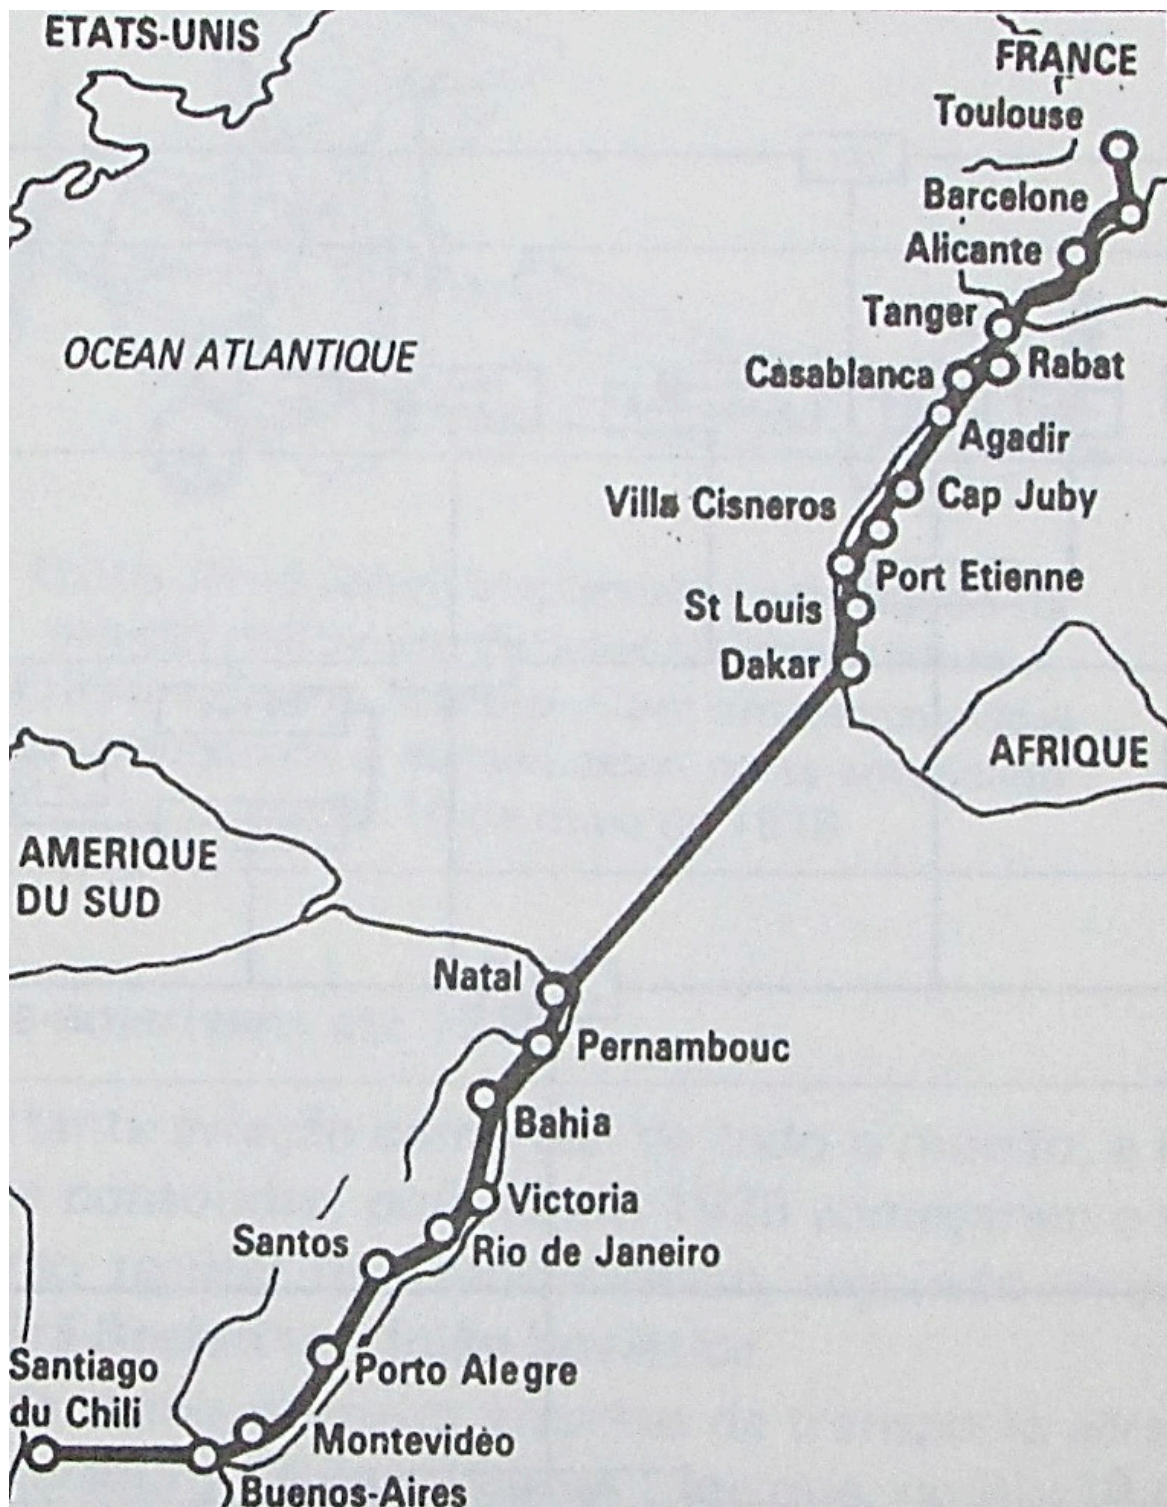 ETATS-UNIS
FRANCE
Toulouse
Barcelone
Alicante
Tanger
OCEAN ATLANTIQUE
Casablanca
Rabat
Agadir
Villa Cisneros
Cap Juby
Port Etienne
St Louis
Dakar
AFRIQUE
AMERIQUE
DU SUD
Natal
Pernambouc
Bahia
Victoria
Santos
Rio de Janeiro
Santiago
du Chili
Porto Alegre
Montevidéo
Buenos-Aires